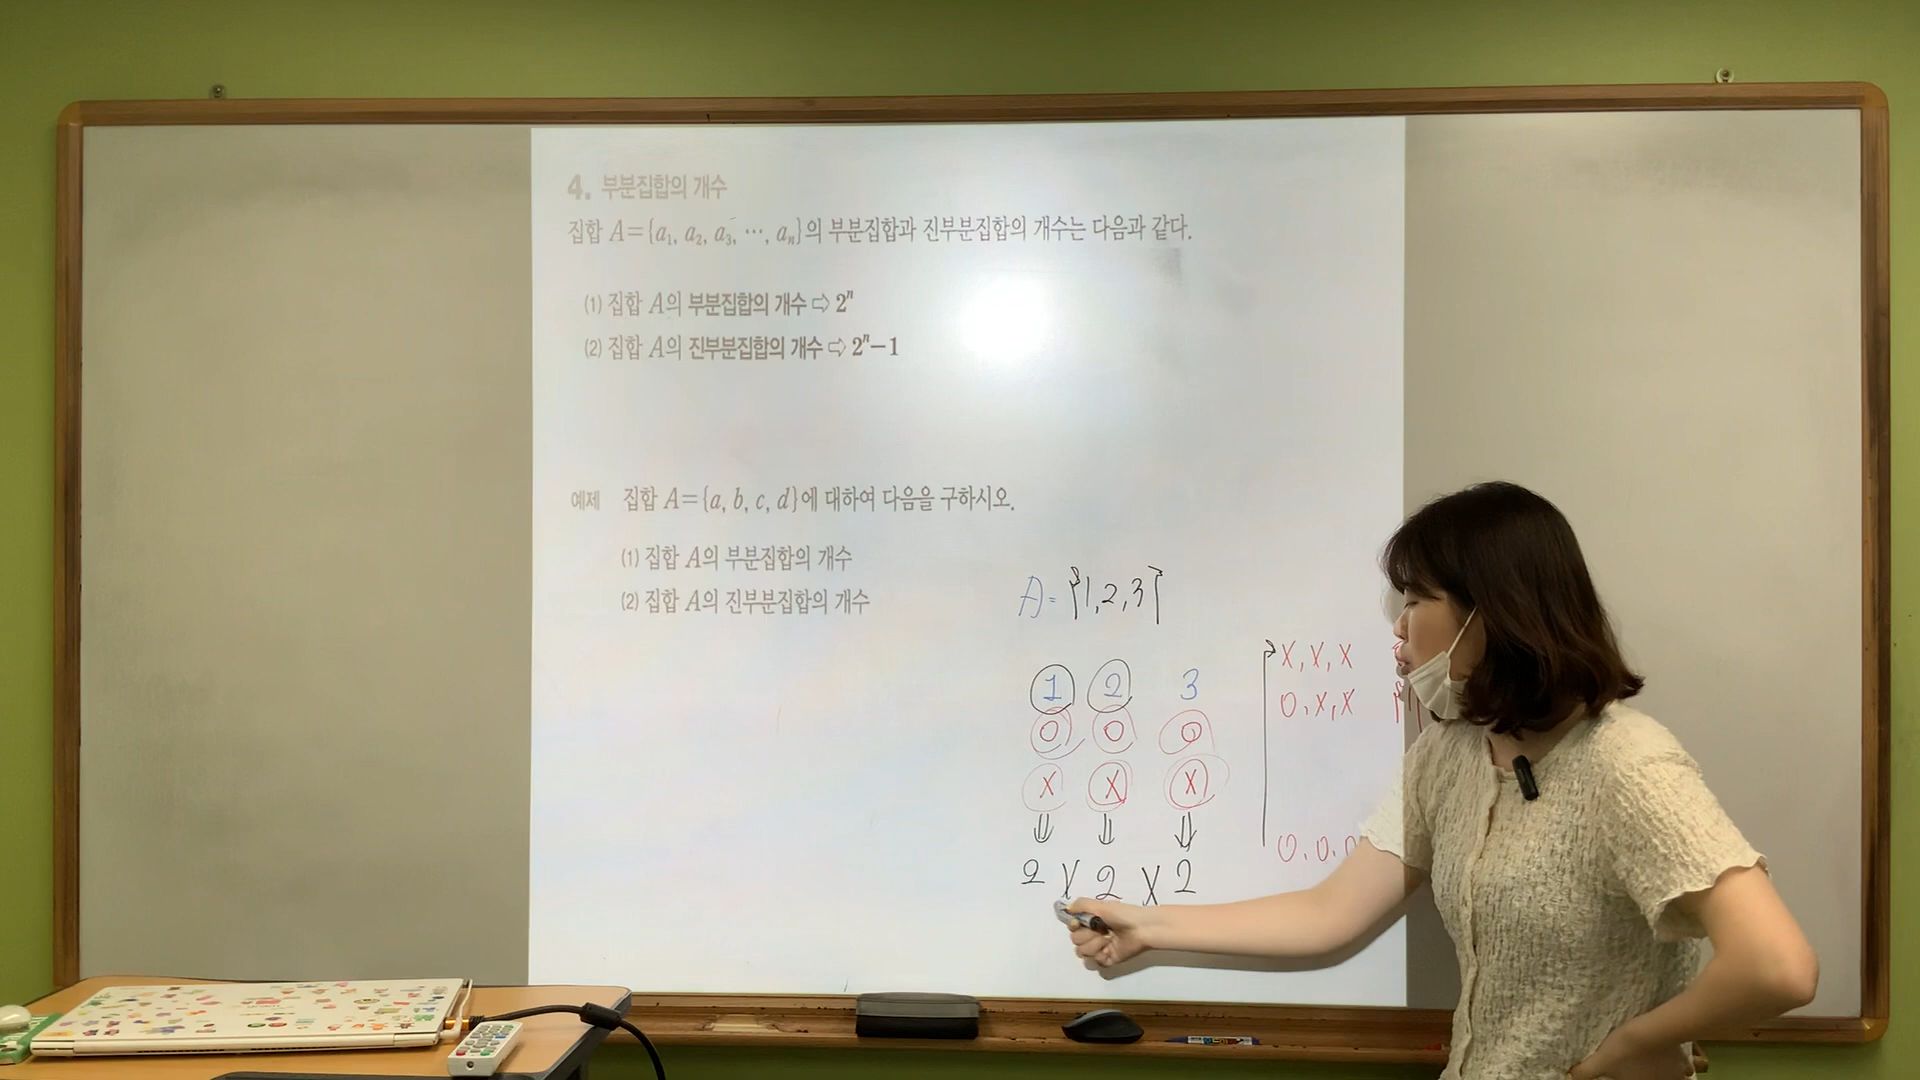 4. 부분집합의 개수
집합 A={a₁, a₂, a₃, ⋯, aₙ}의 부분집합과 진부분집합의 개수는 다음과 같다.
(1) 집합 A의 부분집합의 개수 ⇨ 2ⁿ
(2) 집합 A의 진부분집합의 개수 ⇨ 2ⁿ−1
예제 집합 A={a, b, c, d}에 대하여 다음을 구하시오.
(1) 집합 A의 부분집합의 개수
(2) 집합 A의 진부분집합의 개수
A={1,2,3}
1 2 3
O O O
X X X
⇓ ⇓ ⇓
2 X 2 X 2
X, X, X
O, X, X
O, O, O